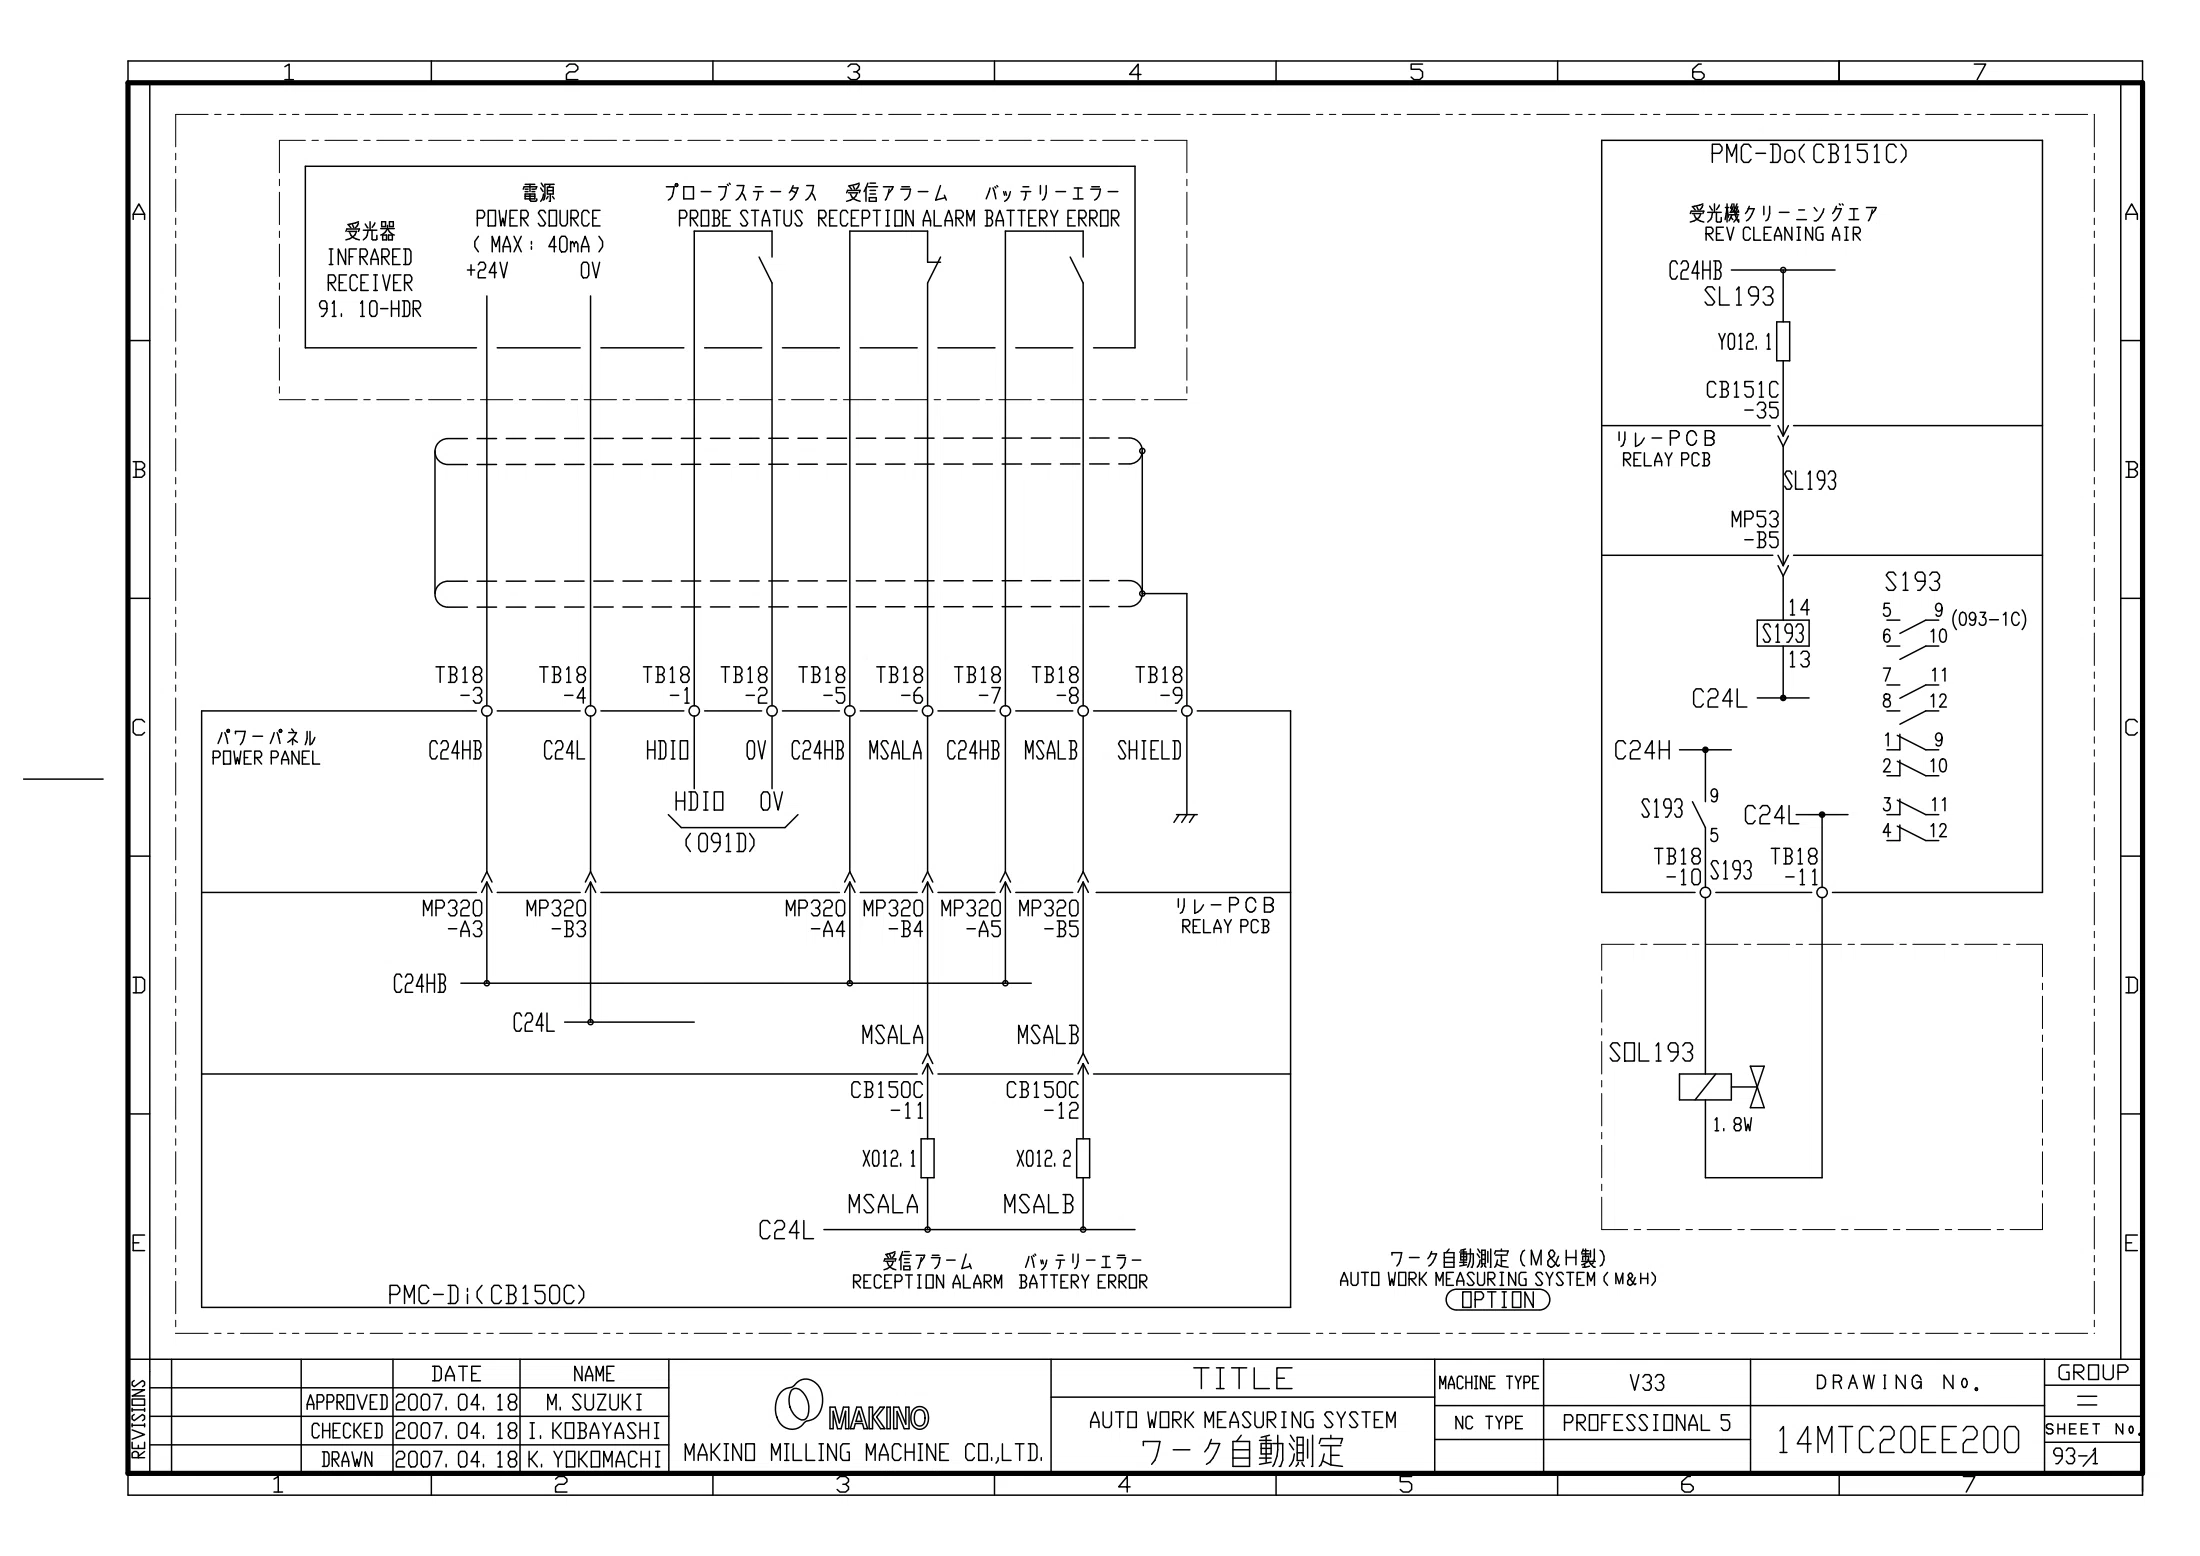 1 2 3 4 5 6 7
A
B
C
D
E
A
B
C
D
E
受光器
INFRARED
RECEIVER
91. 10-HDR
電源
POWER SOURCE
( MAX: 40mA )
+24V 0V
プローブステータス 受信アラーム バッテリーエラー
PROBE STATUS RECEPTION ALARM BATTERY ERROR
TB18 TB18 TB18 TB18 TB18 TB18 TB18 TB18 TB18
-3 -4 -1 -2 -5 -6 -7 -8 -9
パワーパネル
POWER PANEL
C24HB C24L HDIO 0V C24HB MSALA C24HB MSALB SHIELD
HDIO 0V
(091D)
MP320 MP320 MP320 MP320 MP320 MP320
-A3 -B3 -A4 -B4 -A5 -B5
リレーPCB
RELAY PCB
C24HB
C24L
MSALA MSALB
CB150C CB150C
-11 -12
X012.1 X012.2
MSALA MSALB
C24L
受信アラーム バッテリーエラー
RECEPTION ALARM BATTERY ERROR
PMC-Di(CB150C)
PMC-Do(CB151C)
受光機クリーニングエア
REV CLEANING AIR
C24HB
SL193
Y012.1
CB151C
-35
リレーPCB
RELAY PCB
SL193
MP53
-B5
14
S193
13
C24L
S193
5 9 (093-1C)
6 10
7 11
8 12
1 9
2 10
3 11
4 12
C24H
S193 9
5
C24L
TB18 S193 TB18
-10 -11
SOL193
1.8W
ワーク自動測定(M&H製)
AUTO WORK MEASURING SYSTEM(M&H)
OPTION
REVISIONS
DATE NAME
APPROVED 2007.04.18 M. SUZUKI
CHECKED 2007.04.18 I. KOBAYASHI
DRAWN 2007.04.18 K. YOKOMACHI
MAKINO
MAKINO MILLING MACHINE CO.,LTD.
TITLE
AUTO WORK MEASURING SYSTEM
ワーク自動測定
MACHINE TYPE V33
NC TYPE PROFESSIONAL 5
DRAWING No.
14MTC20EE200
GROUP
=
SHEET No.
93-1
1 2 3 4 5 6 7